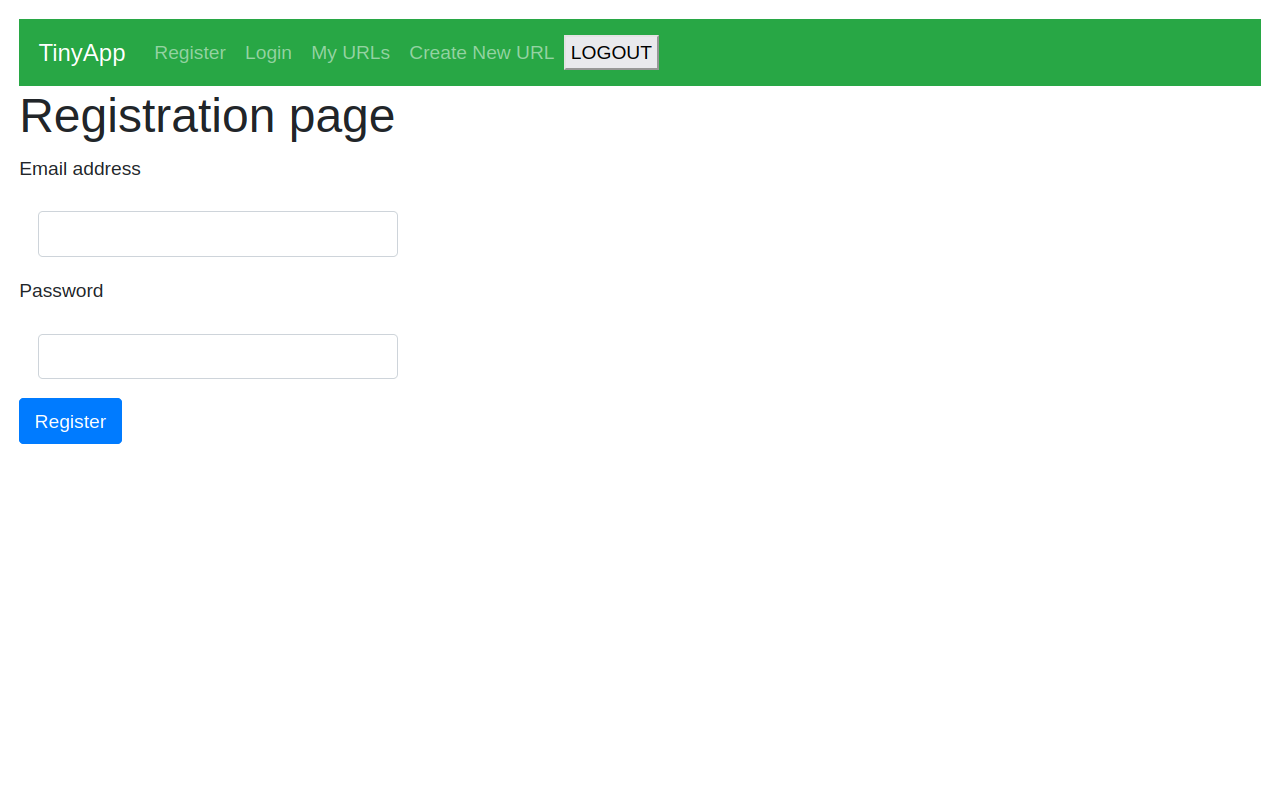 TinyApp Register Login My URLs Create New URL LOGOUT
Registration page
Email address
Password
Register